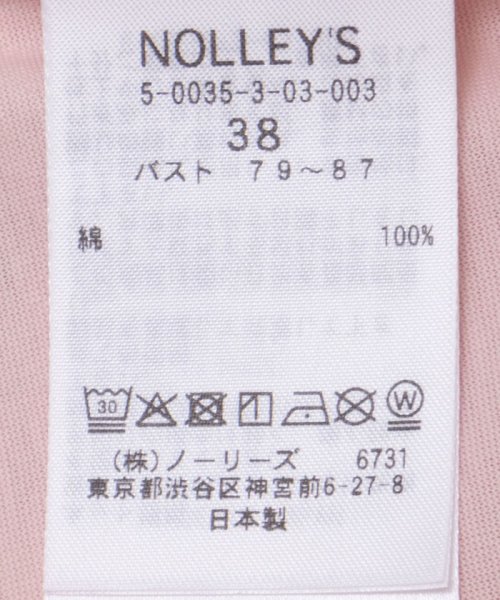 NOLLEY'S
5-0035-3-03-003
38
バスト 79～87
綿 100%
30 W
(株)ノーリーズ 6731
東京都渋谷区神宮前6-27-8
日本製